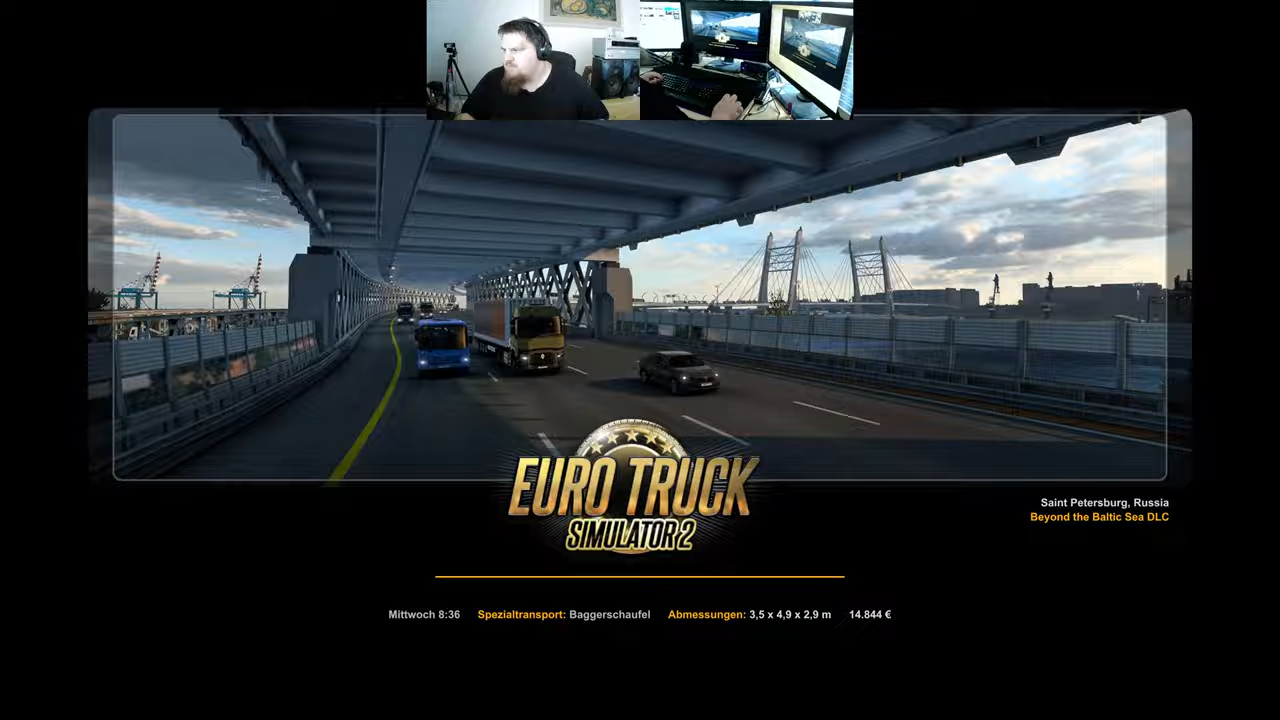 EURO TRUCK
SIMULATOR 2
Saint Petersburg, Russia
Beyond the Baltic Sea DLC
Mittwoch 8:36 Spezialtransport: Baggerschaufel Abmessungen: 3,5 x 4,9 x 2,9 m 14.844 €